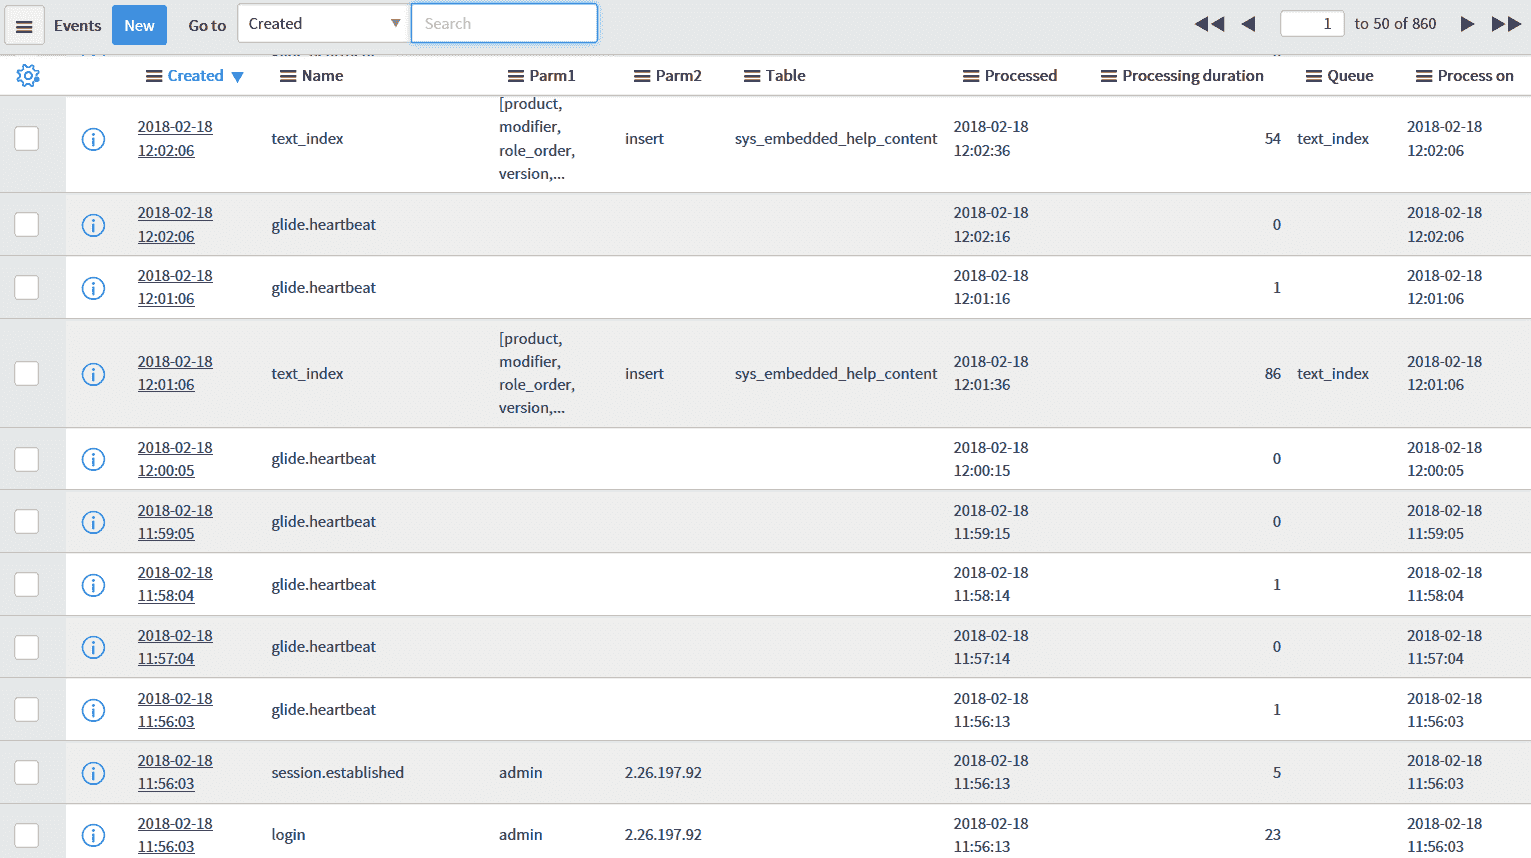 Events New Go to Created Search 1 to 50 of 860
Created Name Parm1 Parm2 Table Processed Processing duration Queue Process on
[product,
2018-02-18 modifier, 2018-02-18 2018-02-18
text_index insert sys_embedded_help_content 54 text_index
12:02:06 role_order, 12:02:36 12:02:06
version,...
2018-02-18 2018-02-18 2018-02-18
glide.heartbeat 0
12:02:06 12:02:16 12:02:06
2018-02-18 2018-02-18 2018-02-18
glide.heartbeat 1
12:01:06 12:01:16 12:01:06
[product,
2018-02-18 modifier, 2018-02-18 2018-02-18
text_index insert sys_embedded_help_content 86 text_index
12:01:06 role_order, 12:01:36 12:01:06
version,...
2018-02-18 2018-02-18 2018-02-18
glide.heartbeat 0
12:00:05 12:00:15 12:00:05
2018-02-18 2018-02-18 2018-02-18
glide.heartbeat 0
11:59:05 11:59:15 11:59:05
2018-02-18 2018-02-18 2018-02-18
glide.heartbeat 1
11:58:04 11:58:14 11:58:04
2018-02-18 2018-02-18 2018-02-18
glide.heartbeat 0
11:57:04 11:57:14 11:57:04
2018-02-18 2018-02-18 2018-02-18
glide.heartbeat 1
11:56:03 11:56:13 11:56:03
2018-02-18 2018-02-18 2018-02-18
session.established admin 2.26.197.92 5
11:56:03 11:56:13 11:56:03
2018-02-18 2018-02-18 2018-02-18
login admin 2.26.197.92 23
11:56:03 11:56:13 11:56:03